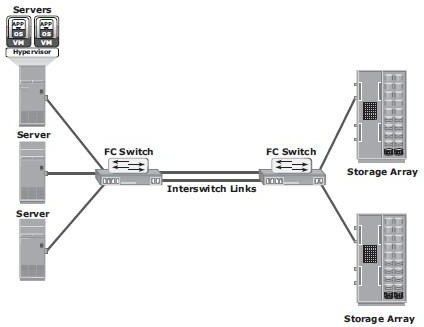 Servers
APP APP
OS OS
VM VM
Hypervisor
Server
FC Switch
FC Switch
Storage Array
Interswitch Links
Server
Storage Array